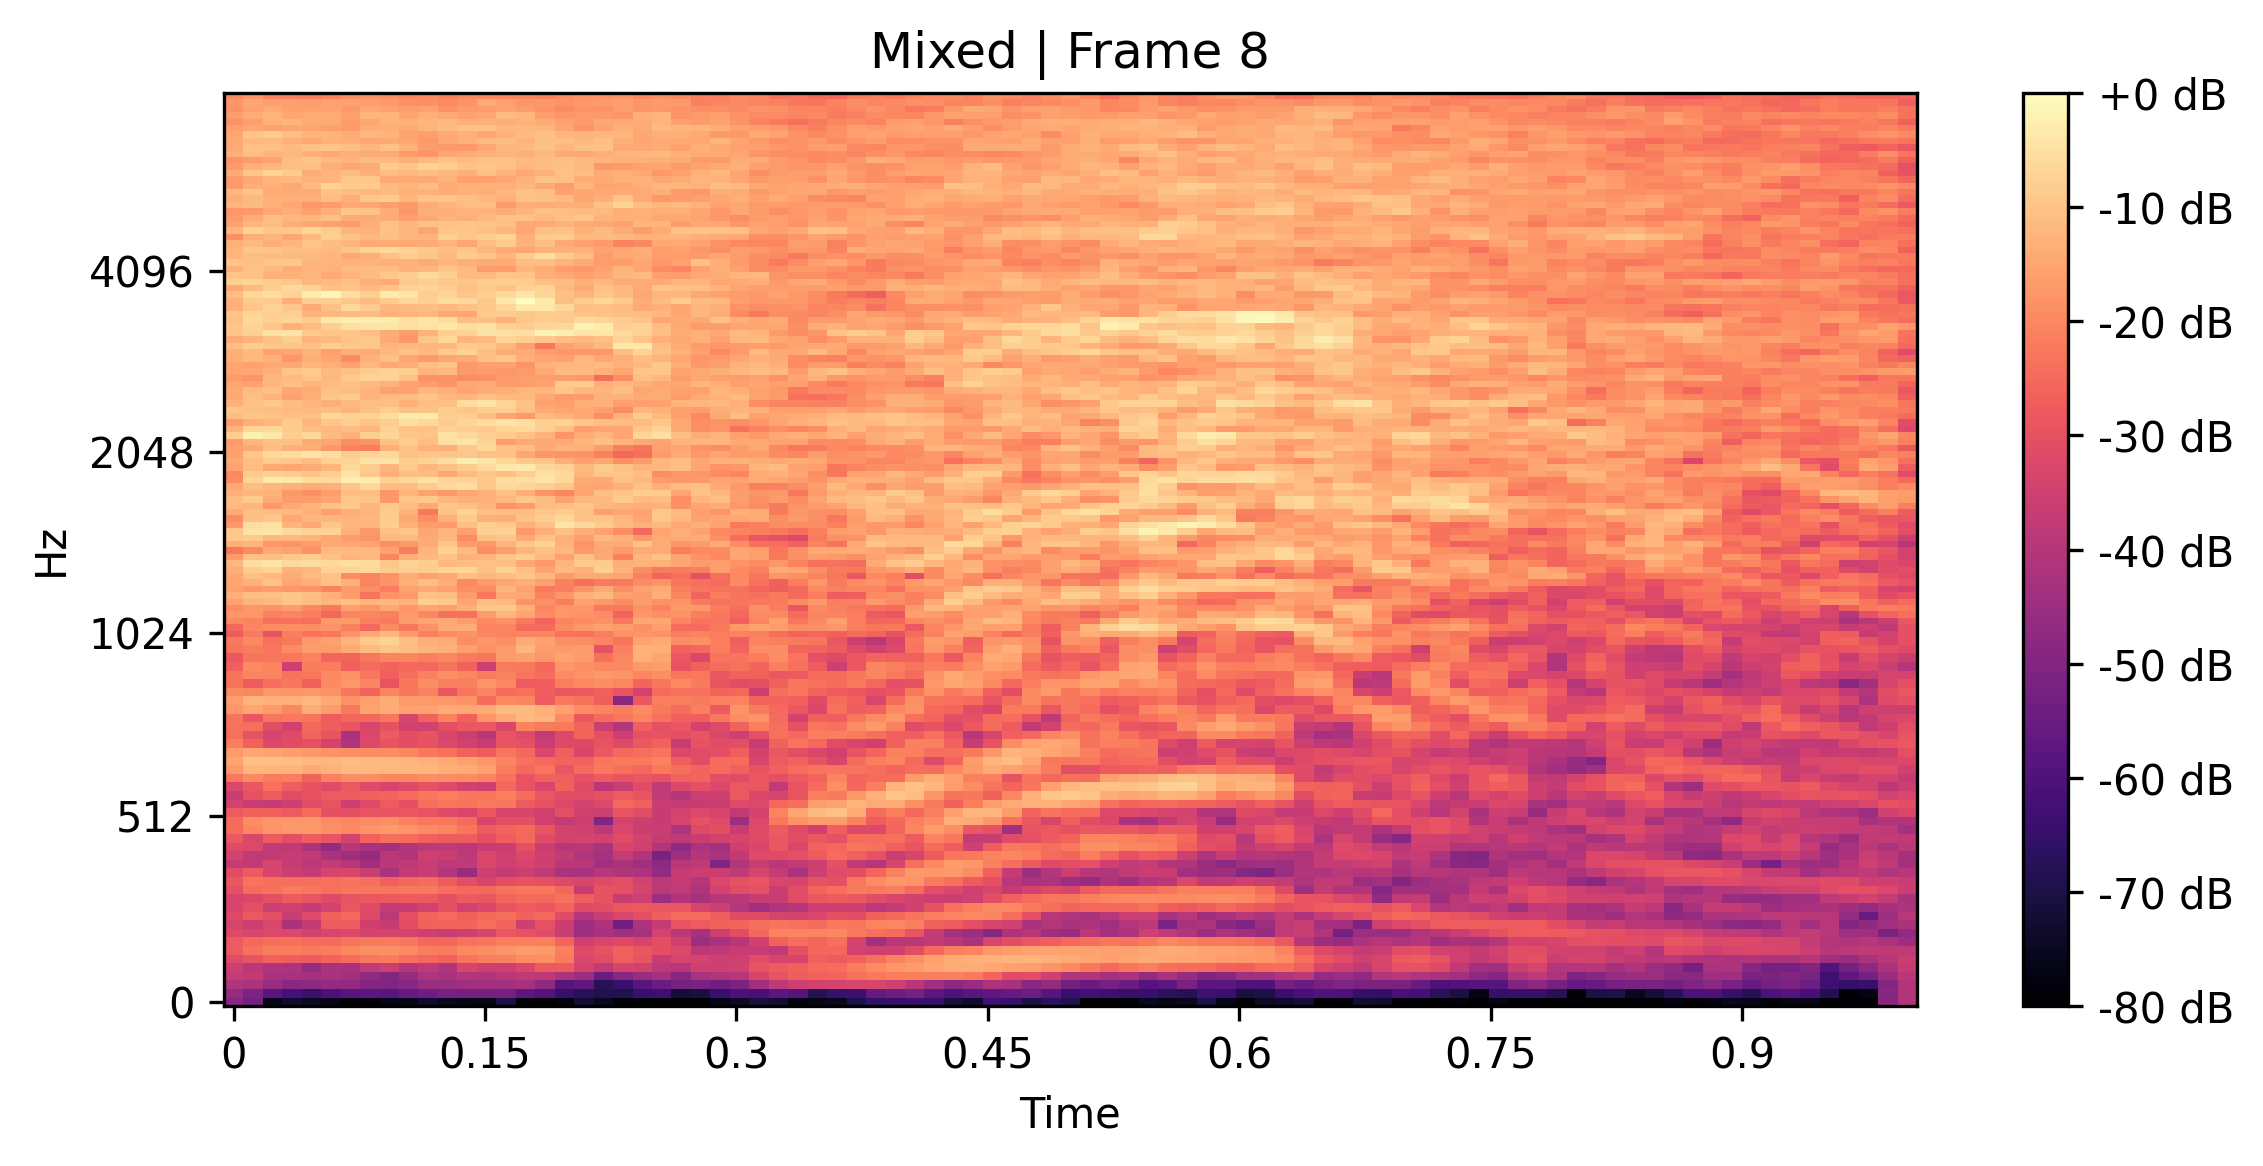 Mixed | Frame 8
+0 dB
-10 dB
-20 dB
-30 dB
-40 dB
-50 dB
-60 dB
-70 dB
-80 dB
Hz
4096
2048
1024
512
0
0 0.15 0.3 0.45 0.6 0.75 0.9
Time